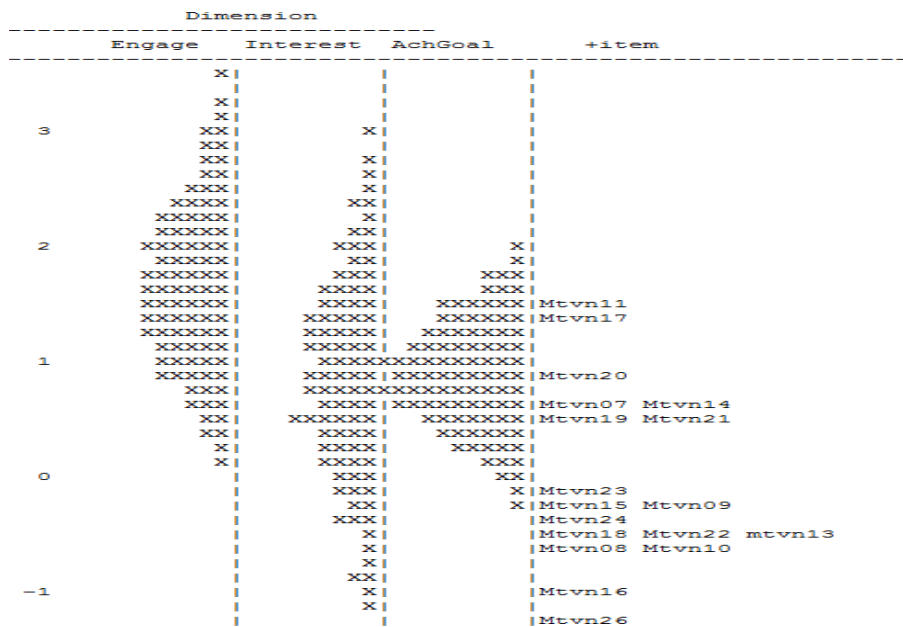 Dimension
--------------------------------
Engage Interest AchGoal +item
--------------------------------------------------------------------
X| | |
| | |
X| | |
X| | |
3 XX| X| |
XX| | |
XX| X| |
XX| X| |
XXX| X| |
XXXX| XX| |
XXXXX| X| |
XXXXX| XX| |
2 XXXXXX| XXX| X|
XXXXX| XX| X|
XXXXXX| XXX| XXX|
XXXXXX| XXXX| XXX|
XXXXXX| XXXX| XXXXXX|Mtvn11
XXXXXX| XXXXX| XXXXXX|Mtvn17
XXXXXX| XXXXX| XXXXXXX|
XXXXX| XXXXX| XXXXXXXX|
1 XXXXX| XXXXXXXXXXXXXX|
XXXXX| XXXXX|XXXXXXXXX|Mtvn20
XXX| XXXXXXXXXXXXXXX|
XXX| XXXX|XXXXXXXXX|Mtvn07 Mtvn14
XX| XXXXXX| XXXXXXX|Mtvn19 Mtvn21
XX| XXXX| XXXXXX|
X| XXXX| XXXXX|
X| XXXX| XXX|
0 | XXX| XX|
| XXX| X|Mtvn23
| XX| X|Mtvn15 Mtvn09
| XXX| |Mtvn24
| X| |Mtvn18 Mtvn22 mtvn13
| X| |Mtvn08 Mtvn10
| X| |
| XX| |
-1 | X| |Mtvn16
| X| |
| | |Mtvn26